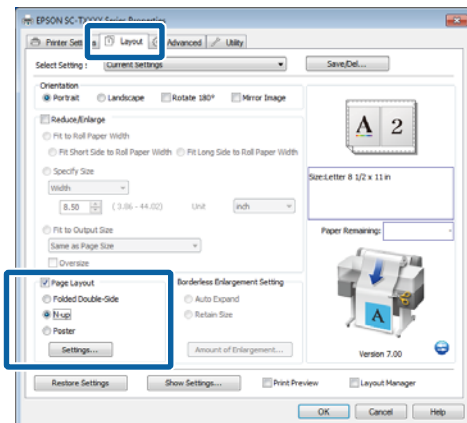 EPSON SC-TXXXX Series Properties
Printer Sett s Layout Advanced Utility
Select Setting : Current Settings Save/Del...
Orientation
Portrait Landscape Rotate 180° Mirror Image
Reduce/Enlarge
Fit to Roll Paper Width
Fit Short Side to Roll Paper Width Fit Long Side to Roll Paper Width
A 2
Specify Size
Size:Letter 8 1/2 x 11 in
Width
8.50 ( 3.86 - 44.02) Unit inch
Fit to Output Size
Paper Remaining:
Same as Page Size
Oversize
Page Layout Borderless Enlargement Setting
Folded Double-Side Auto Expand
N-up Retain Size
Poster
A
Settings... Amount of Enlargement...
Version 7.00
Restore Settings Show Settings... Print Preview Layout Manager
OK Cancel Help